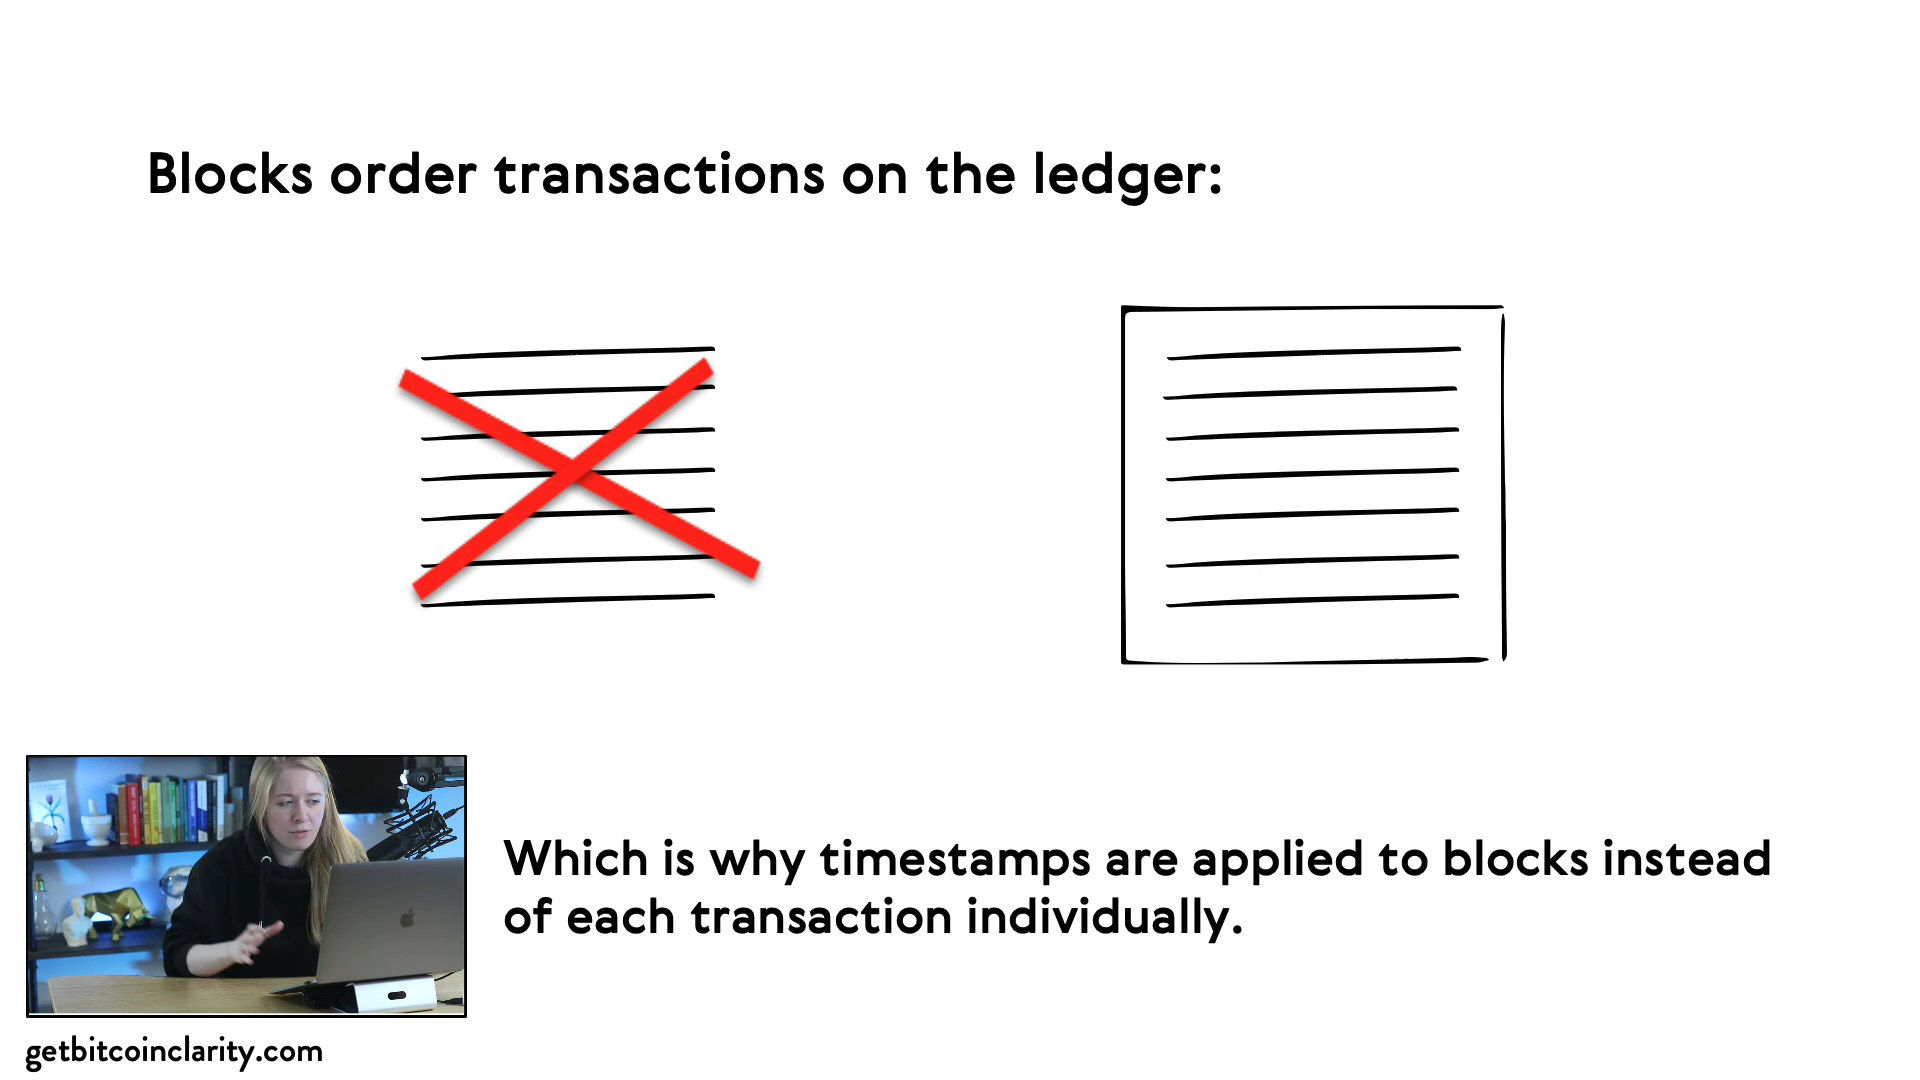 Blocks order transactions on the ledger:
Which is why timestamps are applied to blocks instead
of each transaction individually.
getbitcoinclarity.com